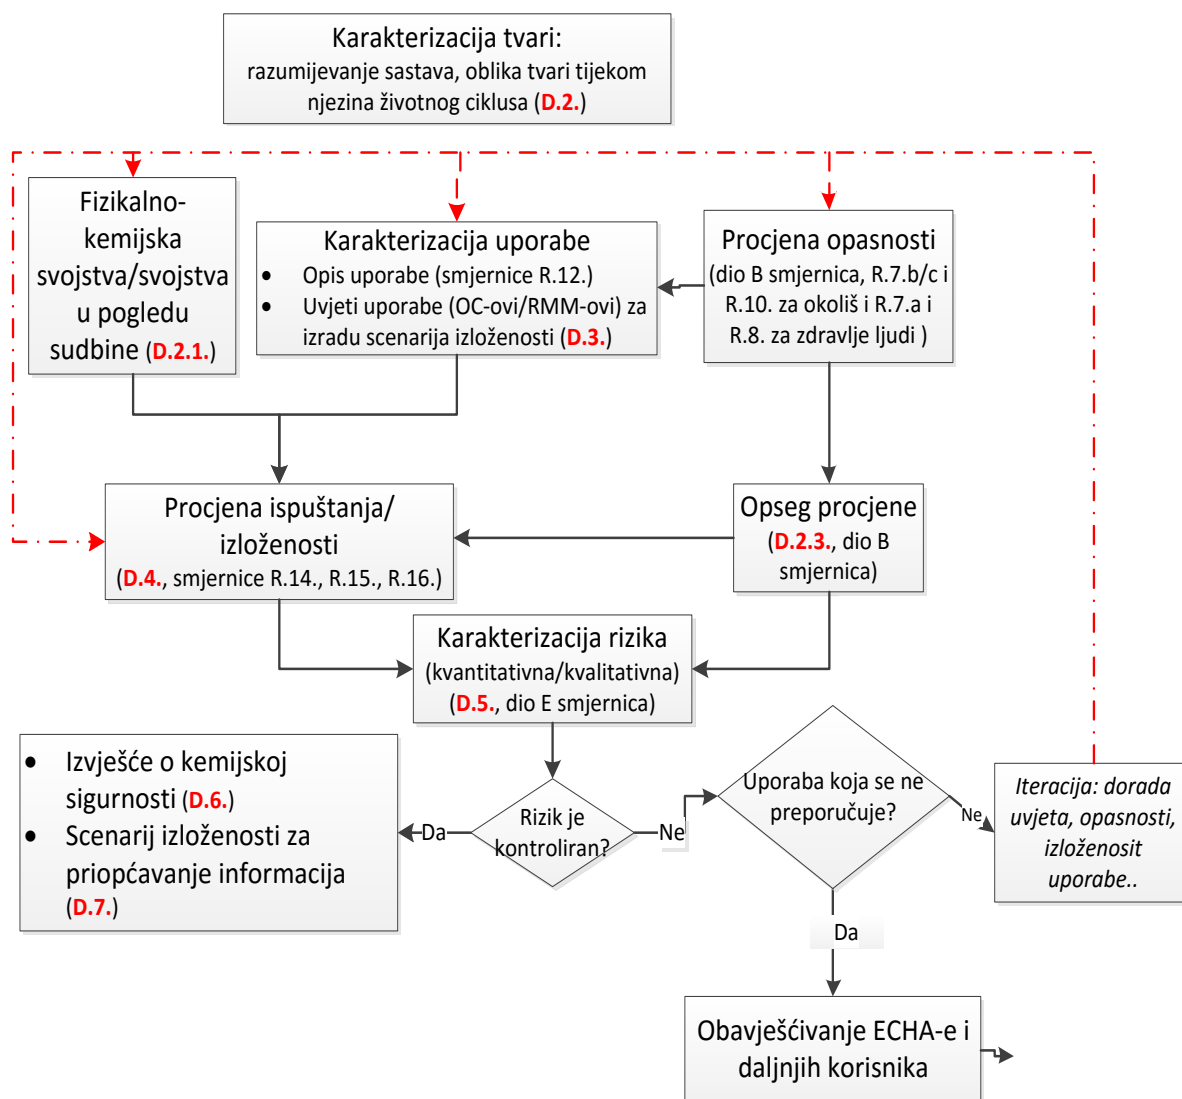 Karakterizacija tvari:
razumijevanje sastava, oblika tvari tijekom
njezina životnog ciklusa (D.2.)
Fizikalno-
kemijska
svojstva/svojstva
u pogledu
sudbine (D.2.1.)
Karakterizacija uporabe
• Opis uporabe (smjernice R.12.)
• Uvjeti uporabe (OC-ovi/RMM-ovi) za
izradu scenarija izloženosti (D.3.)
Procjena opasnosti
(dio B smjernica, R.7.b/c i
R.10. za okoliš i R.7.a i
R.8. za zdravlje ljudi )
Procjena ispuštanja/
izloženosti
(D.4., smjernice R.14., R.15., R.16.)
Opseg procjene
(D.2.3., dio B
smjernica)
Karakterizacija rizika
(kvantitativna/kvalitativna)
(D.5., dio E smjernica)
• Izvješće o kemijskoj
sigurnosti (D.6.)
• Scenarij izloženosti za
priopćavanje informacija
(D.7.)
Da
Rizik je
kontroliran?
Ne
Uporaba koja se ne
preporučuje?
Ne
Iteracija: dorada
uvjeta, opasnosti,
izloženosit
uporabe..
Da
Obavješćivanje ECHA-e i
daljnjih korisnika